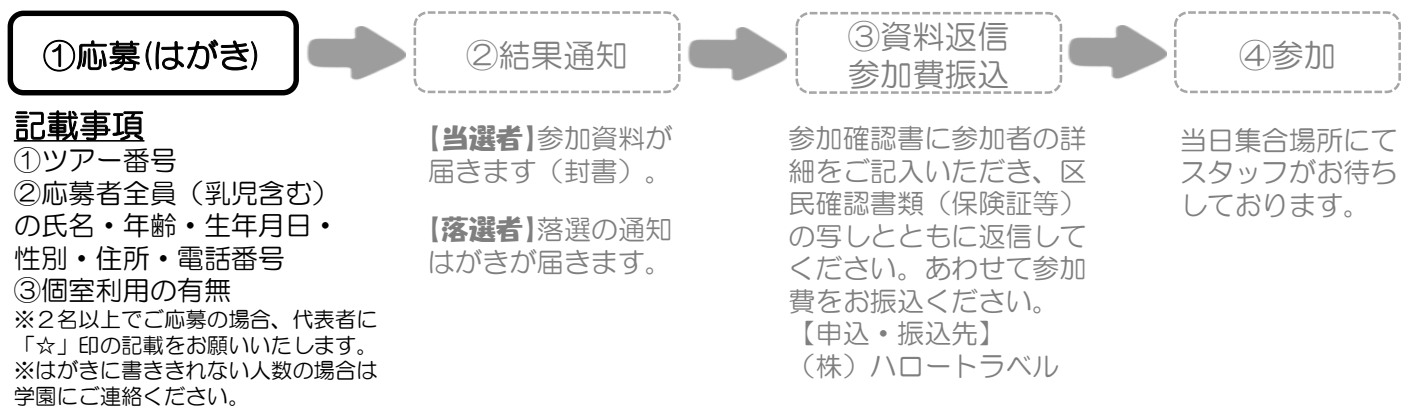 ①応募(はがき)
②結果通知
③資料返信
参加費振込
④参加
記載事項
①ツアー番号
②応募者全員（乳児含む）
の氏名・年齢・生年月日・
性別・住所・電話番号
③個室利用の有無
※２名以上でご応募の場合、代表者に
「☆」印の記載をお願いいたします。
※はがきに書ききれない人数の場合は
学園にご連絡ください。
【当選者】参加資料が
届きます（封書）。
【落選者】落選の通知
はがきが届きます。
参加確認書に参加者の詳
細をご記入いただき、区
民確認書類（保険証等）
の写しとともに返信して
ください。あわせて参加
費をお振込ください。
【申込・振込先】
（株）ハロートラベル
当日集合場所にて
スタッフがお待ち
しております。